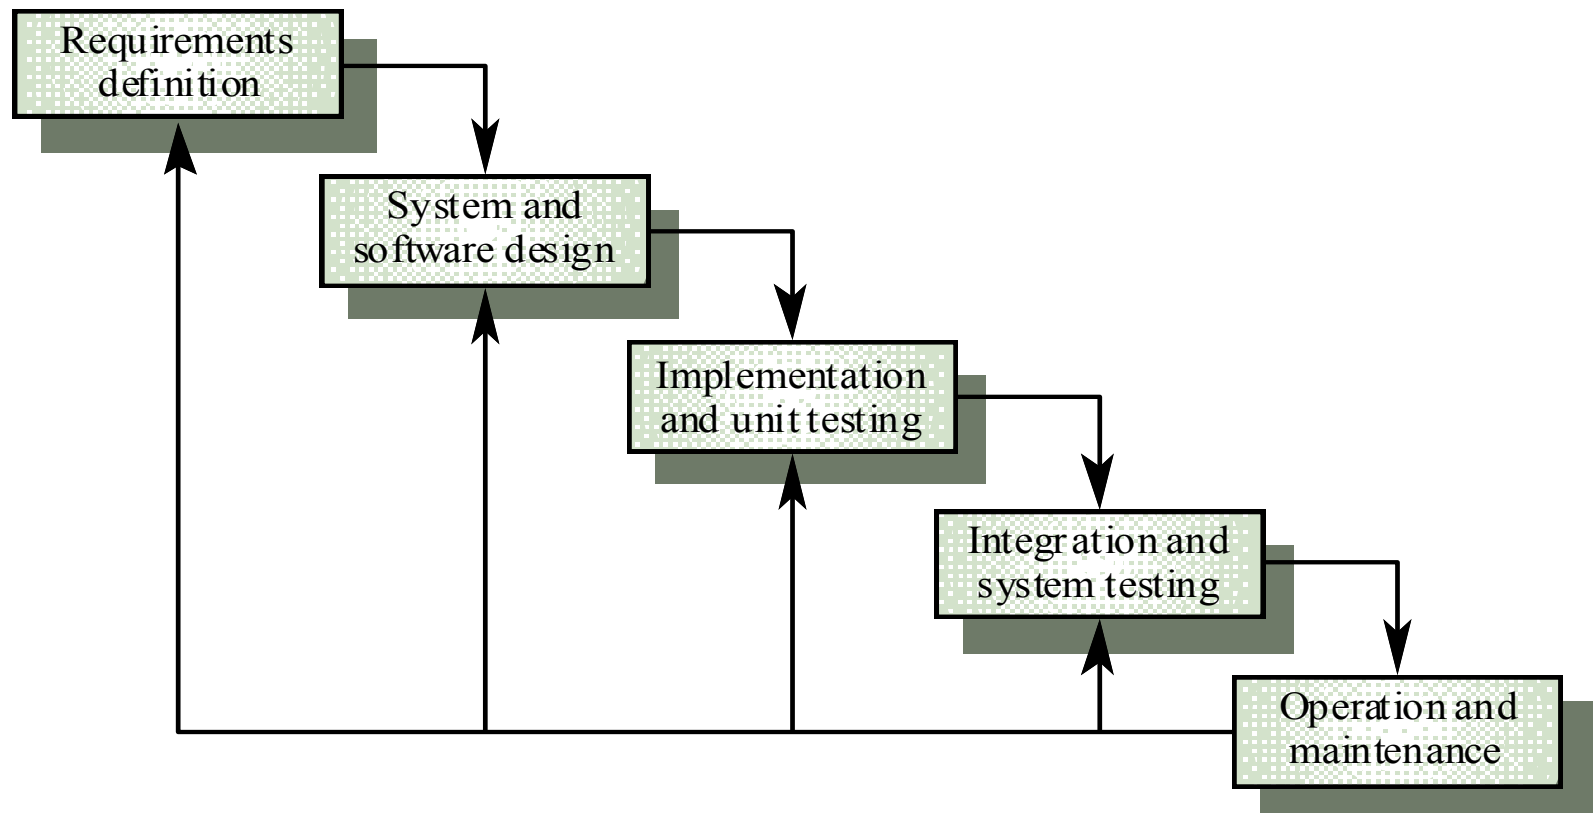 Requirements
definition
System and
software design
Implementation
and unit testing
Integration and
system testing
Operation and
maintenance